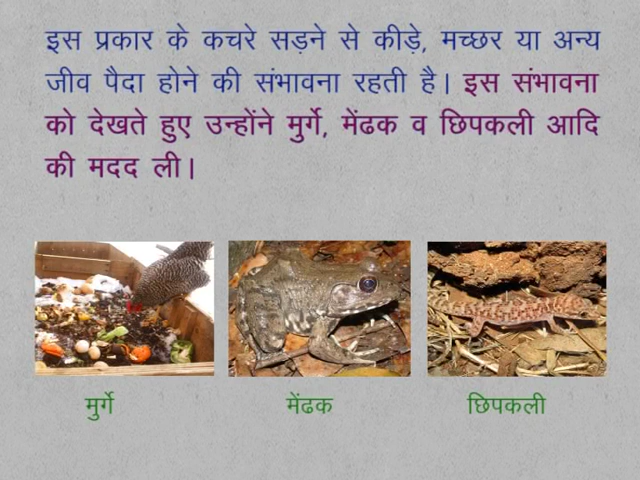 इस प्रकार के कचरे सड़ने से कीड़े, मच्छर या अन्य
जीव पैदा होने की संभावना रहती है। इस संभावना
को देखते हुए उन्होंने मुर्गे, मेंढक व छिपकली आदि
की मदद ली।
मुर्गे
मेंढक
छिपकली